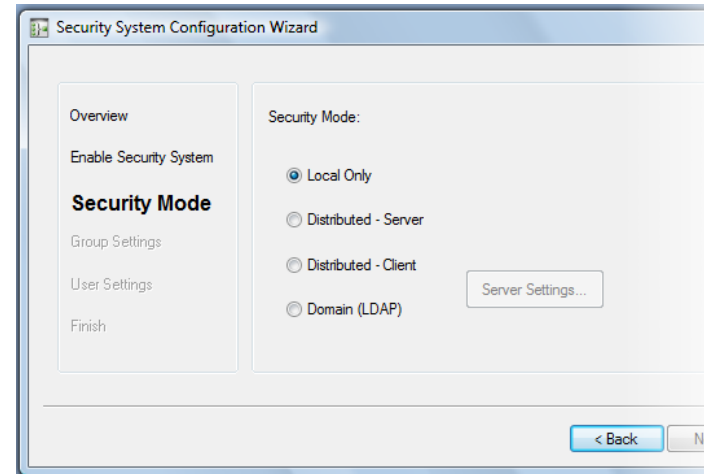 Security System Configuration Wizard
Overview
Enable Security System
Security Mode
Group Settings
User Settings
Finish
Security Mode:
Local Only
Distributed - Server
Distributed - Client
Domain (LDAP)
Server Settings...
< Back